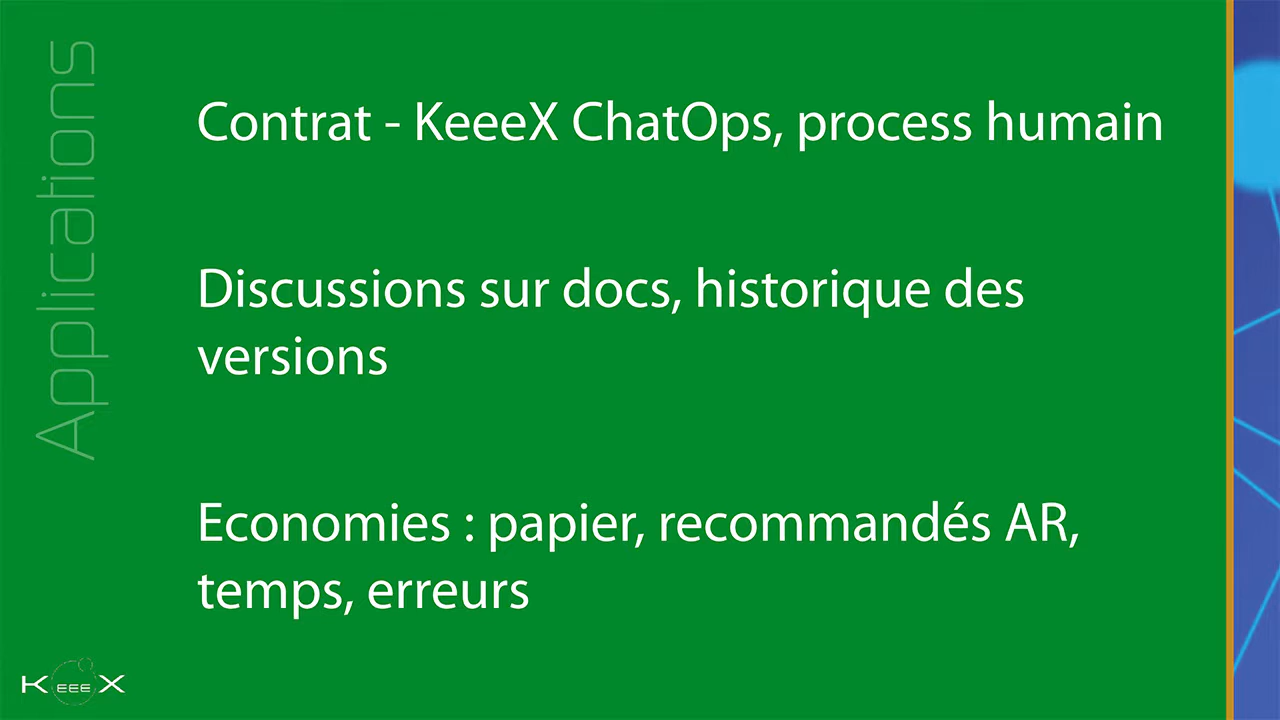 Applications
Contrat - KeeeX ChatOps, process humain
Discussions sur docs, historique des
versions
Economies : papier, recommandés AR,
temps, erreurs
KEEEX